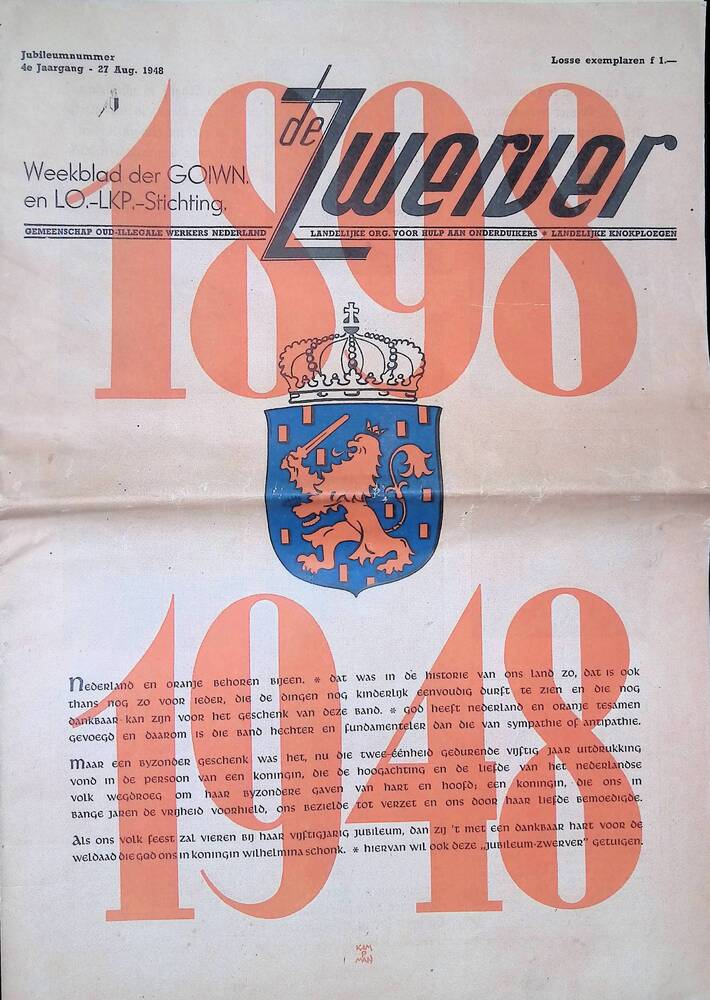 Jubileumnummer
4e Jaargang - 27 Aug. 1948
Losse exemplaren f 1.—
1898
de Zwerver
Weekblad der GOIWN.
en LO.-LKP.-Stichting.
GEMEENSCHAP OUD-ILLEGALE WERKERS NEDERLAND
LANDELIJKE ORG. VOOR HULP AAN ONDERDUIKERS * LANDELIJKE KNOKPLOEGEN
1948
Nederland en oranje behoren bijeen. * dat was in de historie van ons land zo, dat is ook
thans nog zo voor ieder, die de dingen nog kinderlijk eenvoudig durft te zien en die nog
dankbaar kan zijn voor het geschenk van deze band. * god heeft nederland en oranje tesamen
gevoegd en daarom is die band hechter en fundamenteler dan die van sympathie of antipathie.
Maar een byzonder geschenk was het, nu die twee-éénheid gedurende vijftig jaar uitdrukking
vond in de persoon van een koningin, die de hoogachting en de liefde van het nederlandse
volk wegdroeg om haar byzondere gaven van hart en hoofd; een koningin, die ons in
bange jaren de vrijheid voorhield, ons bezielde tot verzet en ons door haar liefde bemoedigde.
Als ons volk feest zal vieren bij haar vijftigjarig jubileum, dan zij 't met een dankbaar hart voor de
weldaad die god ons in koningin wilhelmina schonk. * hiervan wil ook deze „jubileum-zwerver” getuigen.
KAM
P
MAN